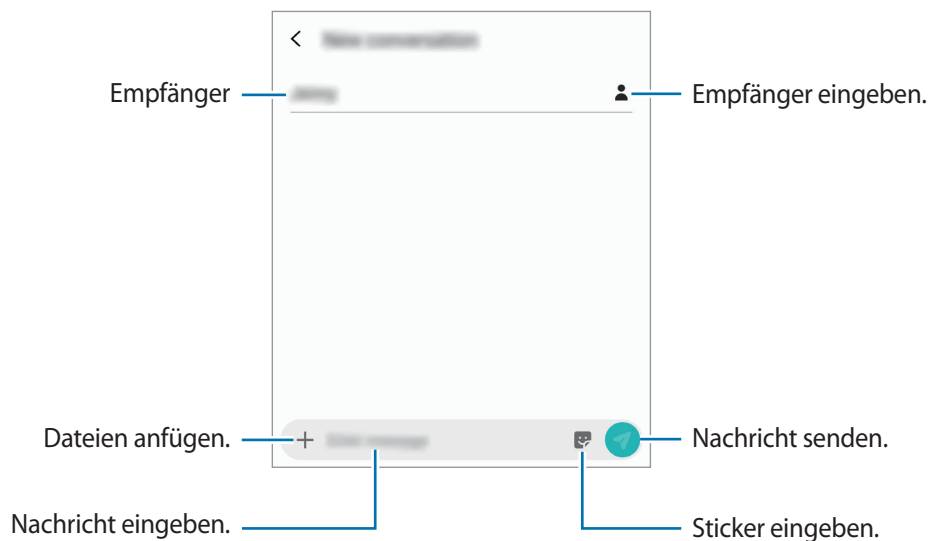 Empfänger
Empfänger eingeben.
Dateien anfügen.
Nachricht senden.
Nachricht eingeben.
Sticker eingeben.